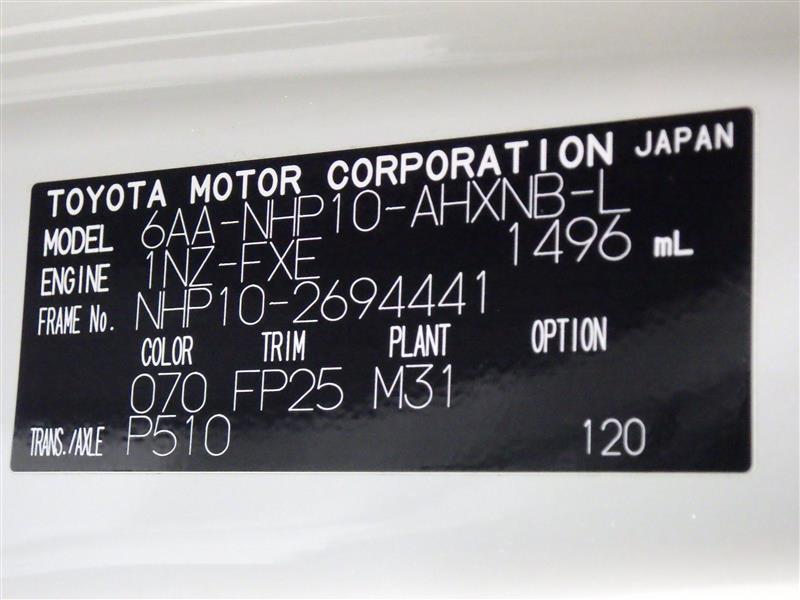 TOYOTA MOTOR CORPORATION JAPAN
MODEL 6AA-NHP10-AHXNB-L
ENGINE 1NZ-FXE 1496 mL
FRAME No. NHP10-2694441
COLOR TRIM PLANT OPTION
070 FP25 M31
TRANS./AXLE P510 120